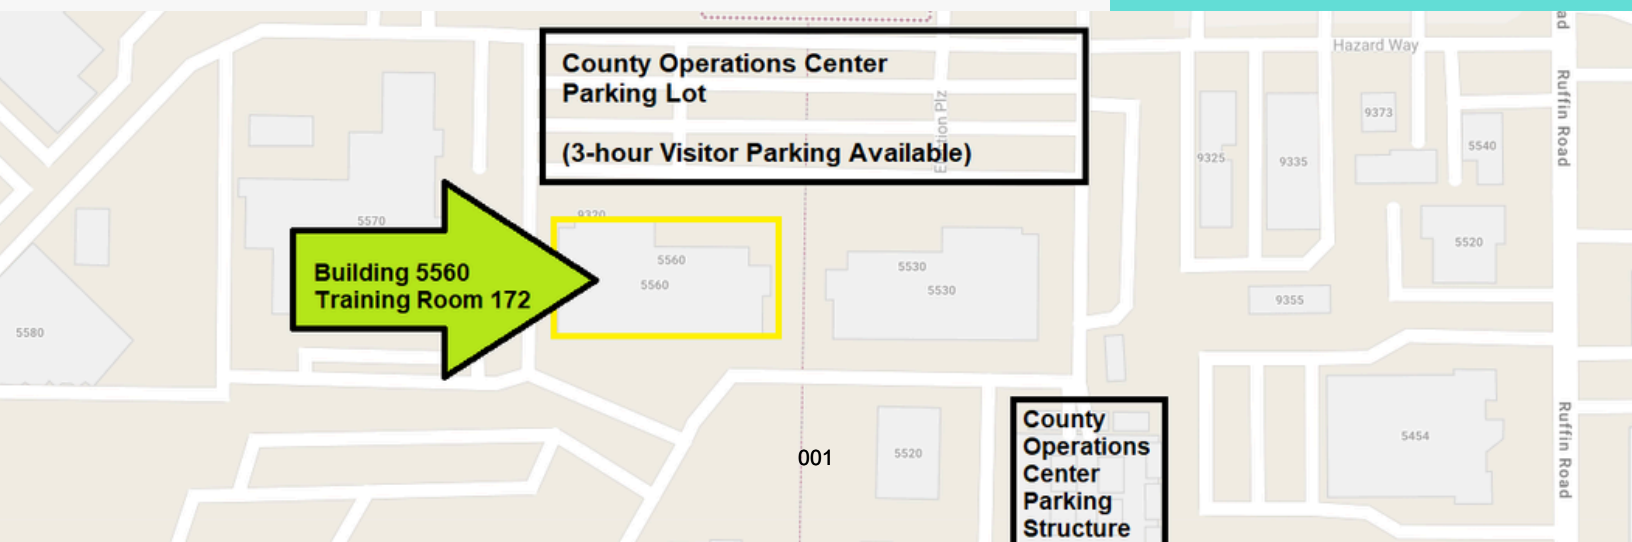 County Operations Center
Parking Lot
(3-hour Visitor Parking Available)
Hazard Way
Ruffin Road
9373
5540
9325
9335
5570
9320
5560
5560
5530
5530
5520
9355
Building 5560
Training Room 172
5580
County
Operations
Center
Parking
Structure
001
5520
5454
Ruffin Road